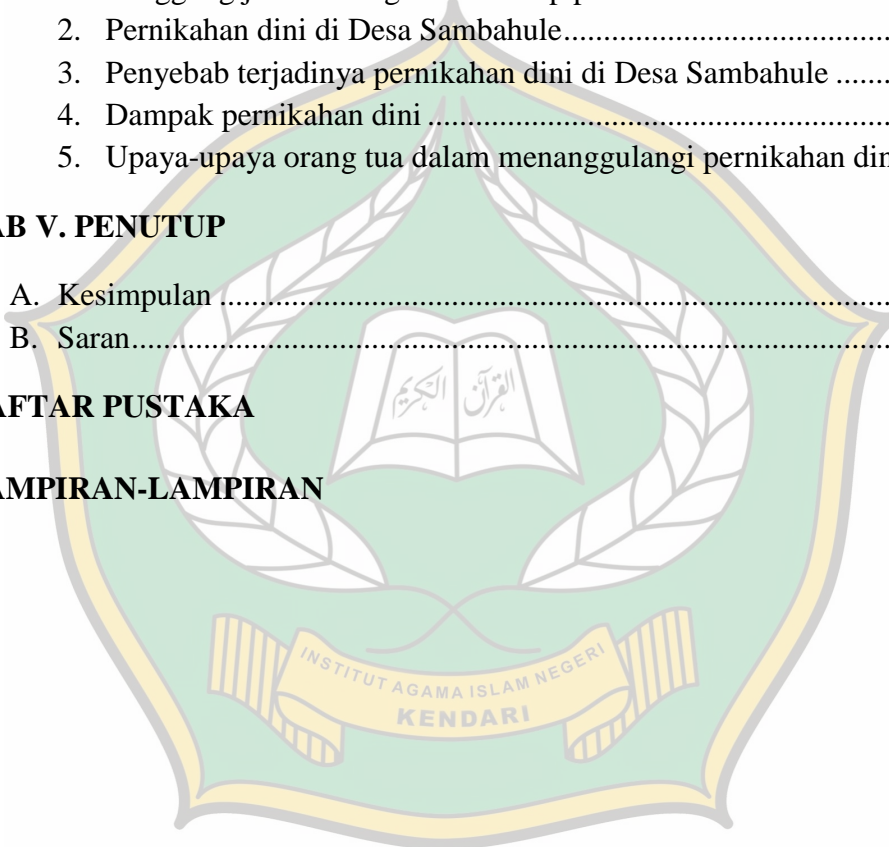 2. Pernikahan dini di Desa Sambahule..........................................
3. Penyebab terjadinya pernikahan dini di Desa Sambahule .......
4. Dampak pernikahan dini ...........................................................
5. Upaya-upaya orang tua dalam menanggulangi pernikahan din
AB V. PENUTUP
A. Kesimpulan .....................................................................................
B. Saran................................................................................................
AFTAR PUSTAKA
القرآن الكريم
AMPIRAN-LAMPIRAN
INSTITUT AGAMA ISLAM NEGERI
KENDARI